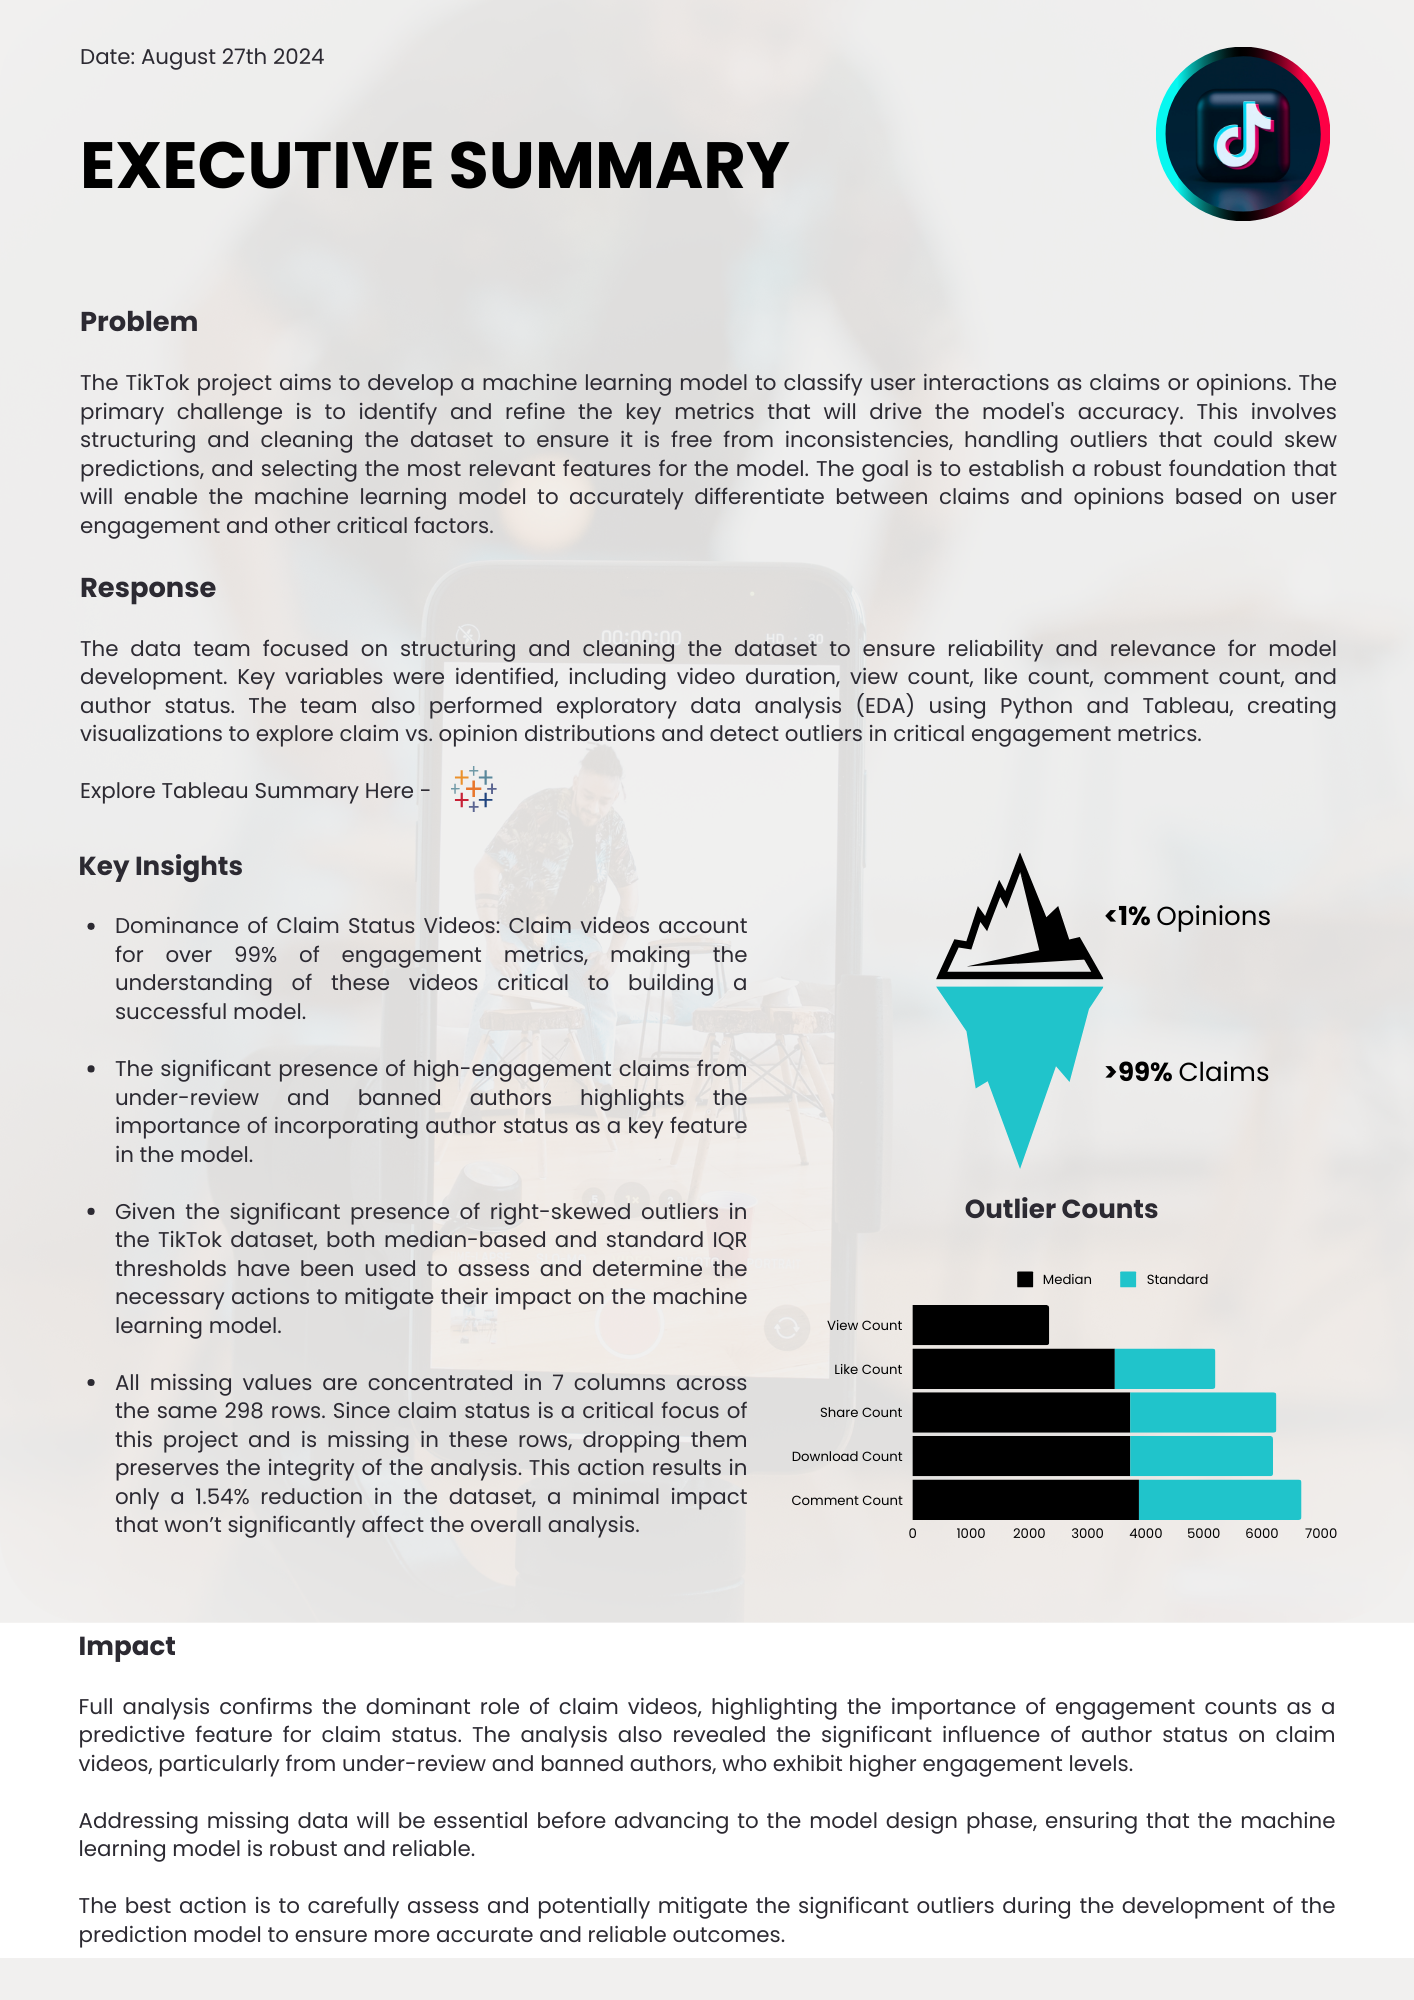 Date: August 27th 2024
EXECUTIVE SUMMARY
Problem
The TikTok project aims to develop a machine learning model to classify user interactions as claims or opinions. The
primary challenge is to identify and refine the key metrics that will drive the model's accuracy. This involves
structuring and cleaning the dataset to ensure it is free from inconsistencies, handling outliers that could skew
predictions, and selecting the most relevant features for the model. The goal is to establish a robust foundation that
will enable the machine learning model to accurately differentiate between claims and opinions based on user
engagement and other critical factors.
Response
00:00:00
HD · 30
The data team focused on structuring and cleaning the dataset to ensure reliability and relevance for model
development. Key variables were identified, including video duration, view count, like count, comment count, and
author status. The team also performed exploratory data analysis (EDA) using Python and Tableau, creating
visualizations to explore claim vs. opinion distributions and detect outliers in critical engagement metrics.
Explore Tableau Summary Here -
Key Insights
• Dominance of Claim Status Videos: Claim videos account
for over 99% of engagement metrics, making the
understanding of these videos critical to building a
successful model.
• The significant presence of high-engagement claims from
under-review and banned authors highlights the
importance of incorporating author status as a key feature
in the model.
• Given the significant presence of right-skewed outliers in
the TikTok dataset, both median-based and standard IQR
thresholds have been used to assess and determine the
necessary actions to mitigate their impact on the machine
learning model.
• All missing values are concentrated in 7 columns across
the same 298 rows. Since claim status is a critical focus of
this project and is missing in these rows, dropping them
preserves the integrity of the analysis. This action results in
only a 1.54% reduction in the dataset, a minimal impact
that won’t significantly affect the overall analysis.
<1% Opinions
>99% Claims
Outlier Counts
Median
Standard
View Count
Like Count
Share Count
Download Count
Comment Count
0 1000 2000 3000 4000 5000 6000 7000
Impact
Full analysis confirms the dominant role of claim videos, highlighting the importance of engagement counts as a
predictive feature for claim status. The analysis also revealed the significant influence of author status on claim
videos, particularly from under-review and banned authors, who exhibit higher engagement levels.
Addressing missing data will be essential before advancing to the model design phase, ensuring that the machine
learning model is robust and reliable.
The best action is to carefully assess and potentially mitigate the significant outliers during the development of the
prediction model to ensure more accurate and reliable outcomes.